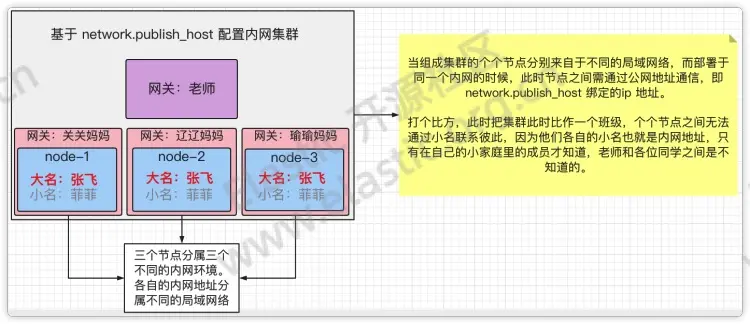 基于 network.publish_host 配置内网集群
网关：老师
网关：关关妈妈
网关：辽辽妈妈
网关：瑜瑜妈妈
node-1
node-2
node-3
大名：张飞
小名：菲菲
大名：张飞
小名：菲菲
大名：张飞
小名：菲菲
三个节点分属三个
不同的内网环境。
各自的内网地址分
属不同的局域网络
当组成集群的个个节点分别来自于不同的局域网络，而部署于
同一个内网的时候，此时节点之间需通过公网地址通信，即
network.publish_host 绑定的ip 地址。
打个比方，此时把集群此时比作一个班级，个个节点之间无法
通过小名联系彼此，因为他们各自的小名也就是内网地址，只
有在自己的小家庭里的成员才知道，老师和各位同学之间是不
知道的。